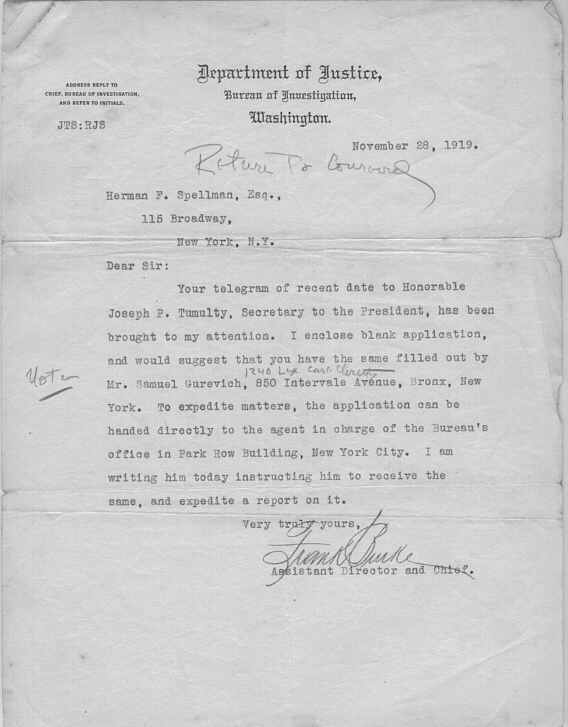 Department of Justice,
Bureau of Investigation,
Washington.
ADDRESS REPLY TO
CHIEF, BUREAU OF INVESTIGATION,
AND REFER TO INITIALS.
JTS:RJS
November 28, 1919.
To
Herman F. Spellman, Esq.,
115 Broadway,
New York, N.Y.
Dear Sir:
Your telegram of recent date to Honorable
Joseph P. Tumulty, Secretary to the President, has been
brought to my attention. I enclose blank application,
and would suggest that you have the same filled out by
1240
Mr. Samuel Gurevich, 850 Intervale Avenue, Bronx, New
York. To expedite matters, the application can be
handed directly to the agent in charge of the Bureau's
office in Park Row Building, New York City. I am
writing him today instructing him to receive the
same, and expedite a report on it.
Very truly yours,
Frank Burke
Assistant Director and Chief.